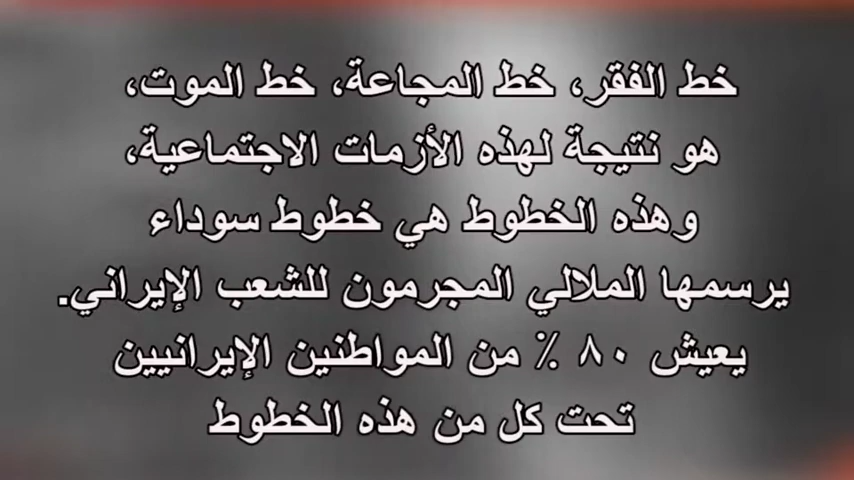 خط الفقر، خط المجاعة، خط الموت،
هو نتيجة لهذه الأزمات الاجتماعية،
وهذه الخطوط هي خطوط سوداء
يرسمها الملالي المجرمون للشعب الإيراني.
يعيش ٨٠ ٪ من المواطنين الإيرانيين
تحت كل من هذه الخطوط